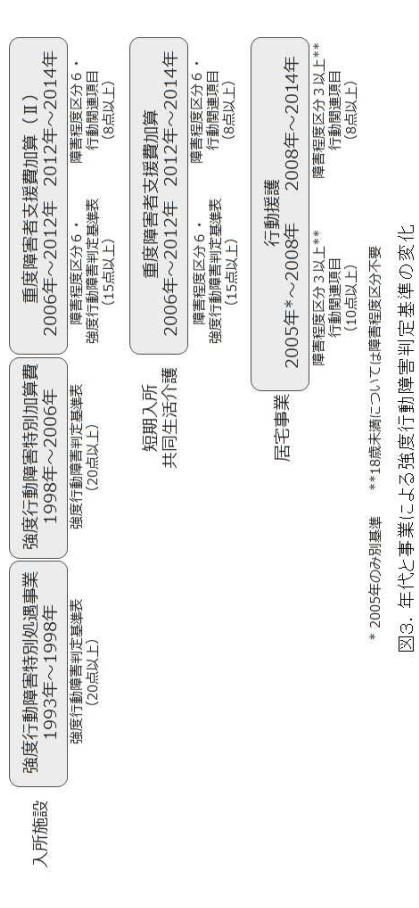 入所施設
強度行動障害特別処遇事業
1993年～1998年
強度行動障害判定基準表
(20点以上)
強度行動障害特別加算費
1998年～2006年
強度行動障害判定基準表
(20点以上)
重度障害者支援費加算（Ⅱ）
2006年～2012年　2012年～2014年
障害程度区分６・
強度行動障害判定基準表
(15点以上)
障害程度区分６・
行動関連項目
(8点以上)
短期入所
共同生活介護
重度障害者支援費加算
2006年～2012年　2012年～2014年
障害程度区分６・
強度行動障害判定基準表
(15点以上)
障害程度区分６・
行動関連項目
(8点以上)
居宅事業
行動援護
2005年*～2008年　2008年～2014年
障害程度区分３以上**
行動関連項目
(10点以上)
障害程度区分３以上**
行動関連項目
(8点以上)
* 2005年のみ別基準　**18歳未満については障害程度区分不要
図3. 年代と事業による強度行動障害判定基準の変化